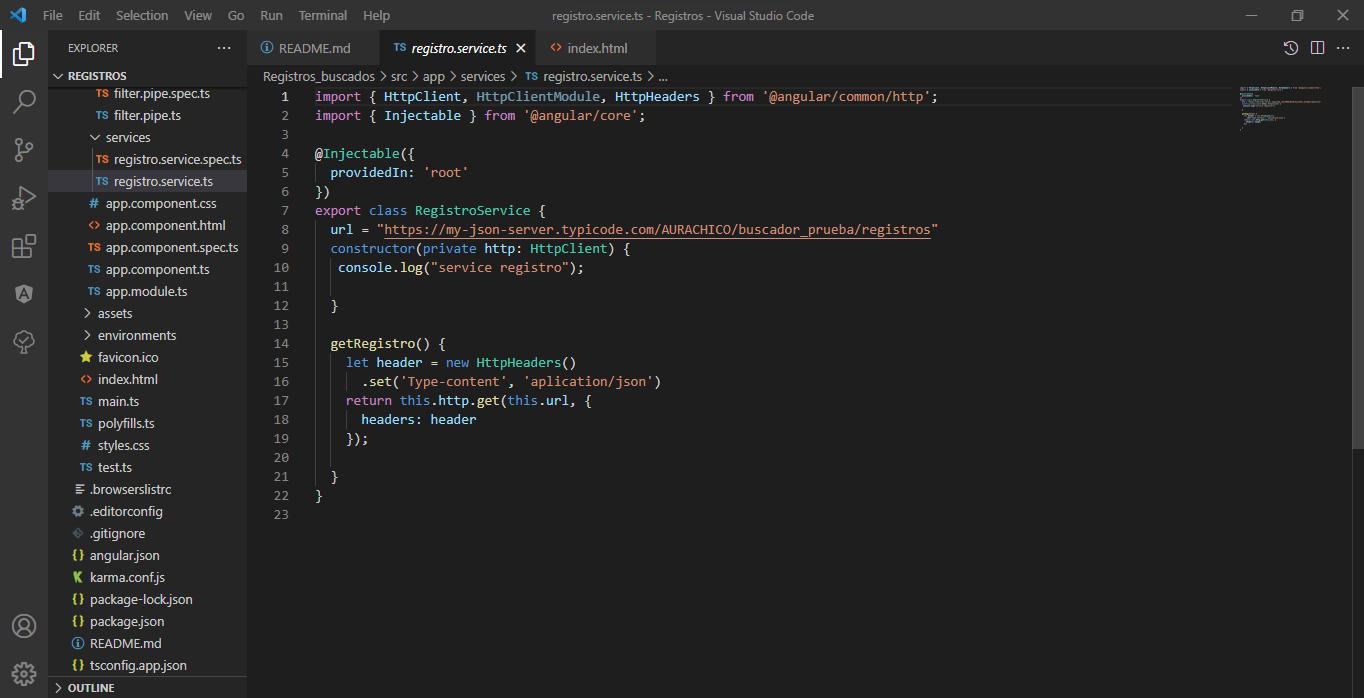 File Edit Selection View Go Run Terminal Help
registro.service.ts - Registros - Visual Studio Code
EXPLORER
README.md
TS registro.service.ts
index.html
REGISTROS
TS filter.pipe.spec.ts
TS filter.pipe.ts
services
TS registro.service.spec.ts
TS registro.service.ts
# app.component.css
<> app.component.html
TS app.component.spec.ts
TS app.component.ts
TS app.module.ts
assets
environments
favicon.ico
<> index.html
TS main.ts
TS polyfills.ts
# styles.css
TS test.ts
.browserslistrc
.editorconfig
.gitignore
{} angular.json
K karma.conf.js
{} package-lock.json
{} package.json
README.md
{} tsconfig.app.json
OUTLINE
Registros_buscados > src > app > services > TS registro.service.ts > ...
1 import { HttpClient, HttpClientModule, HttpHeaders } from '@angular/common/http';
2 import { Injectable } from '@angular/core';
3
4 @Injectable({
5 providedIn: 'root'
6 })
7 export class RegistroService {
8 url = "https://my-json-server.typicode.com/AURACHICO/buscador_prueba/registros"
9 constructor(private http: HttpClient) {
10 console.log("service registro");
11
12 }
13
14 getRegistro() {
15 let header = new HttpHeaders()
16 .set('Type-content', 'aplication/json')
17 return this.http.get(this.url, {
18 headers: header
19 });
20
21 }
22 }
23